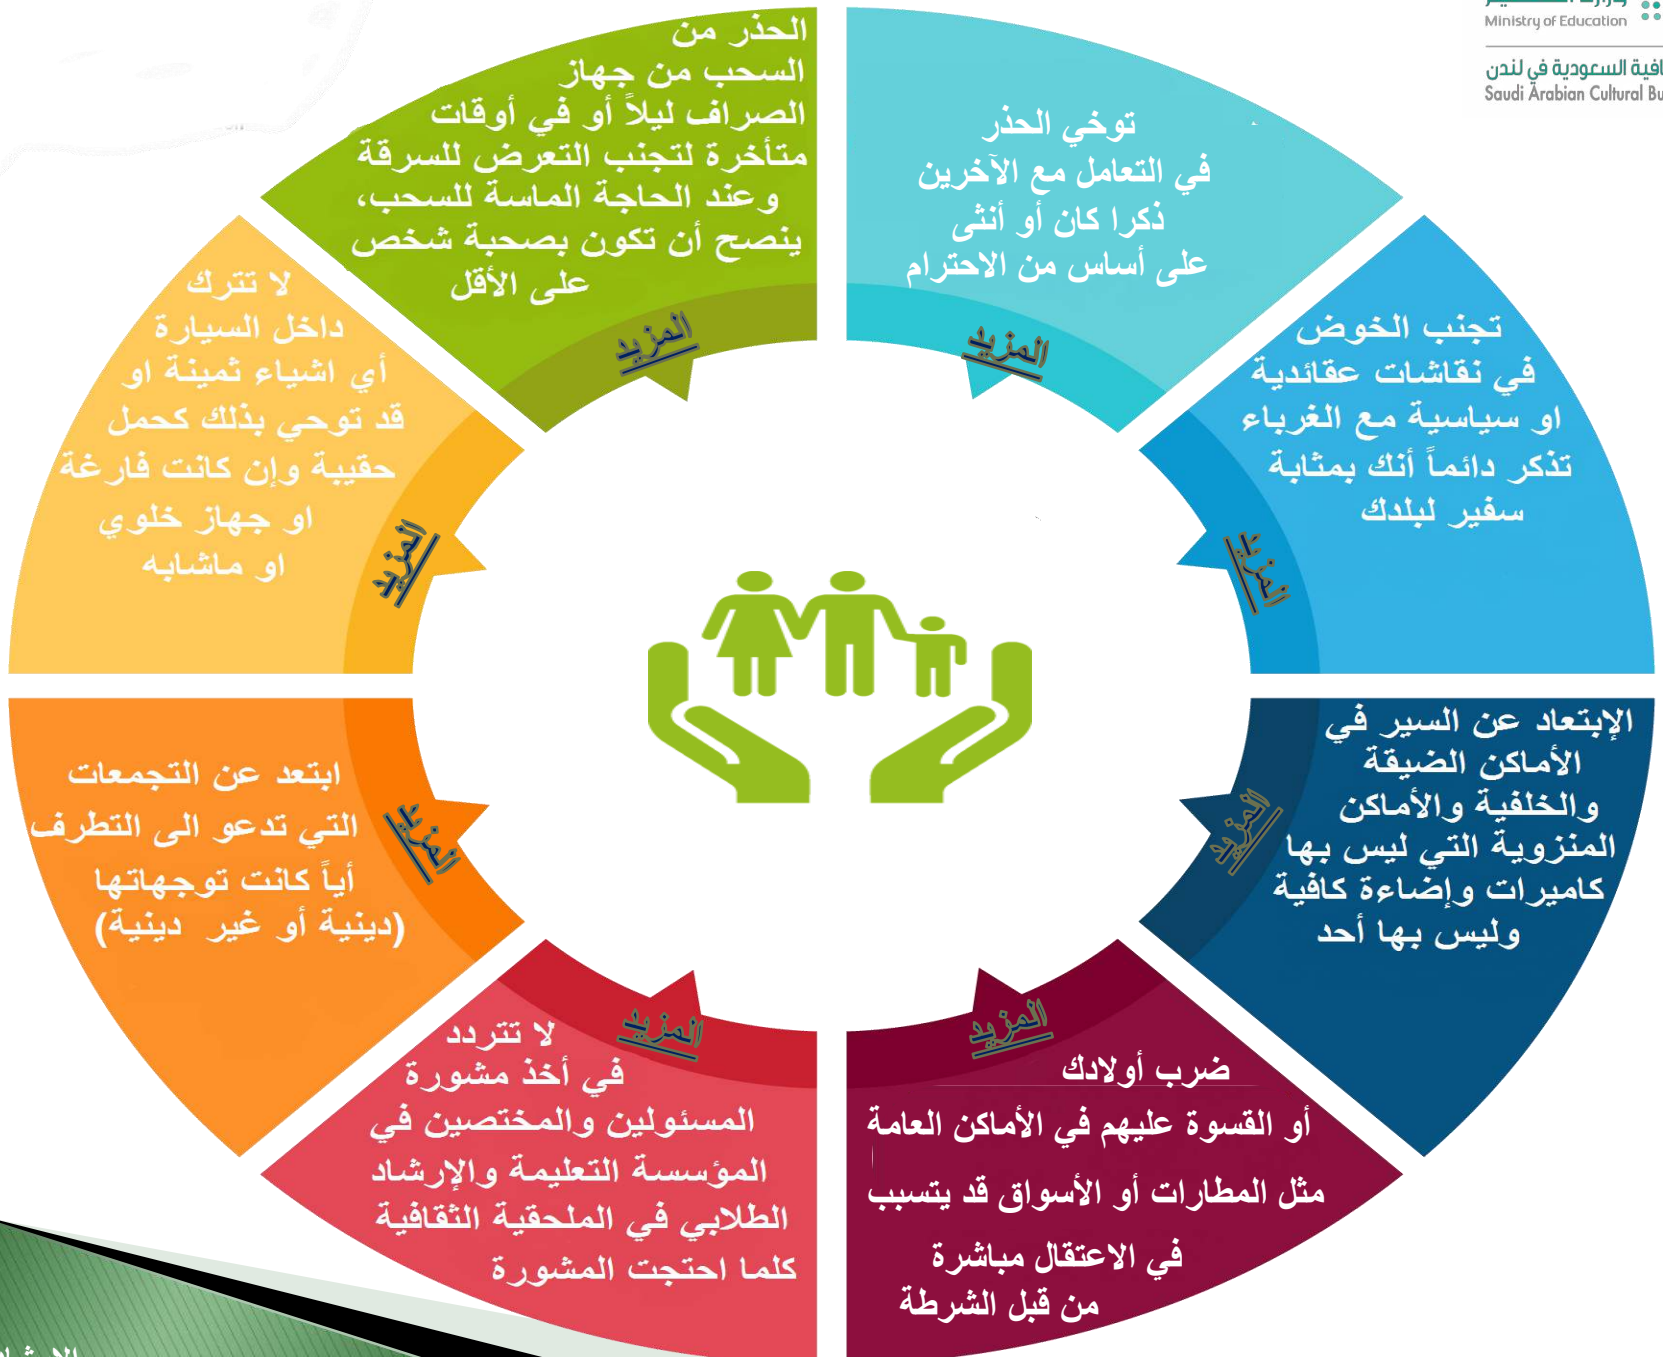 Ministry of Education
الثقافية السعودية في لندن
Saudi Arabian Cultural
توخي الحذر
في التعامل مع الآخرين
ذكرا كان أو أنثى
على أساس من الاحترام
المزيد
تجنب الخوض
في نقاشات عقائدية
او سياسية مع الغرباء
تذكر دائماً أنك بمثابة
سفير لبلدك
المزيد
الإبتعاد عن السير في
الأماكن الضيقة
والخلفية والأماكن
المنزوية التي ليس بها
كاميرات وإضاءة كافية
وليس بها أحد
المزيد
المزيد
ضرب أولادك
أو القسوة عليهم في الأماكن العامة
مثل المطارات أو الأسواق قد يتسبب
في الاعتقال مباشرة
من قبل الشرطة
المزيد
لا تتردد
في أخذ مشورة
المسئولين والمختصين في
المؤسسة التعليمة والإرشاد
الطلابي في الملحقية الثقافية
كلما احتجت المشورة
ابتعد عن التجمعات
التي تدعو الى التطرف
أياً كانت توجهاتها
(دينية أو غير دينية)
المزيد
لا تترك
داخل السيارة
أي اشياء ثمينة او
قد توحي بذلك كحمل
حقيبة وإن كانت فارغة
او جهاز خلوي
او ماشابه
المزيد
الحذر من
السحب من جهاز
الصراف ليلاً أو في أوقات
متأخرة لتجنب التعرض للسرقة
وعند الحاجة الماسة للسحب،
ينصح أن تكون بصحبة شخص
على الأقل
المزيد